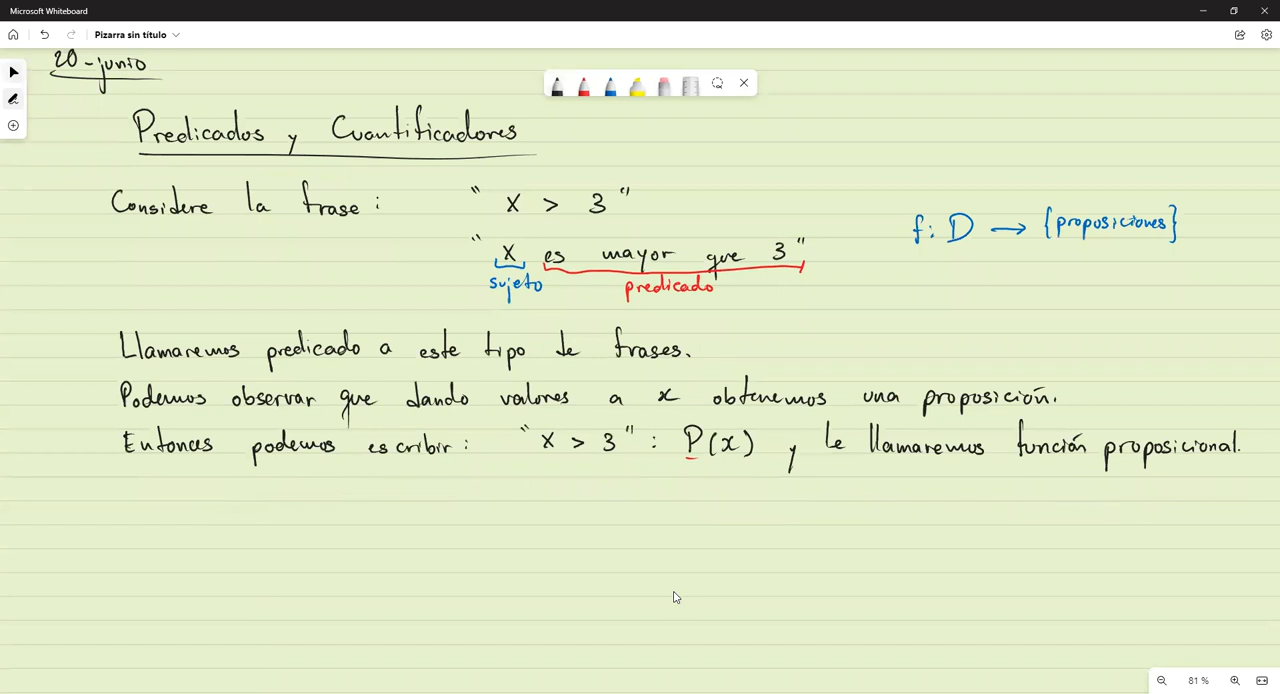 Microsoft Whiteboard
Pizarra sin título
20-junio
Predicados y Cuantificadores
Considere la frase: " x > 3 "
f: D → {proposiciones}
" x es mayor que 3 "
sujeto predicado
Llamaremos predicado a este tipo de frases.
Podemos observar que dando valores a x obtenemos una proposición.
Entonces podemos escribir: " x > 3 " : P(x) y le llamaremos función proposicional.
81 %